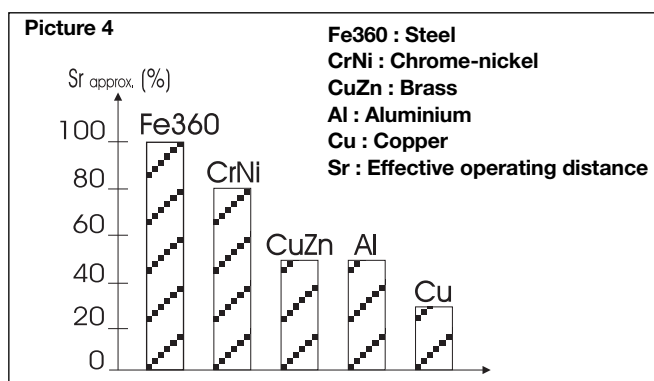 Picture 4
Fe360 : Steel
CrNi : Chrome-nickel
CuZn : Brass
Al : Aluminium
Cu : Copper
Sr : Effective operating distance
Sr approx. (%)
100
80
60
40
20
0
Fe360
CrNi
CuZn
Al
Cu